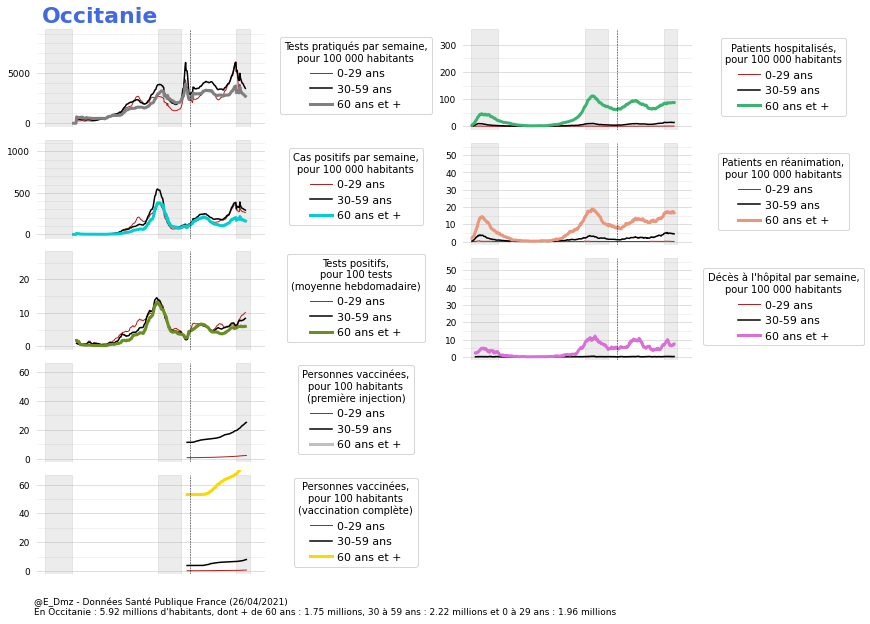 Occitanie
Tests pratiqués par semaine,
pour 100 000 habitants
0-29 ans
30-59 ans
60 ans et +
5000
0
Cas positifs par semaine,
pour 100 000 habitants
0-29 ans
30-59 ans
60 ans et +
1000
500
0
Tests positifs,
pour 100 tests
(moyenne hebdomadaire)
0-29 ans
30-59 ans
60 ans et +
20
10
0
Personnes vaccinées,
pour 100 habitants
(première injection)
0-29 ans
30-59 ans
60 ans et +
60
40
20
0
Personnes vaccinées,
pour 100 habitants
(vaccination complète)
0-29 ans
30-59 ans
60 ans et +
60
40
20
0
Patients hospitalisés,
pour 100 000 habitants
0-29 ans
30-59 ans
60 ans et +
300
200
100
0
Patients en réanimation,
pour 100 000 habitants
0-29 ans
30-59 ans
60 ans et +
50
40
30
20
10
0
Décès à l'hôpital par semaine,
pour 100 000 habitants
0-29 ans
30-59 ans
60 ans et +
50
40
30
20
10
0
@E_Dmz - Données Santé Publique France (26/04/2021)
En Occitanie : 5.92 millions d'habitants, dont + de 60 ans : 1.75 millions, 30 à 59 ans : 2.22 millions et 0 à 29 ans : 1.96 millions